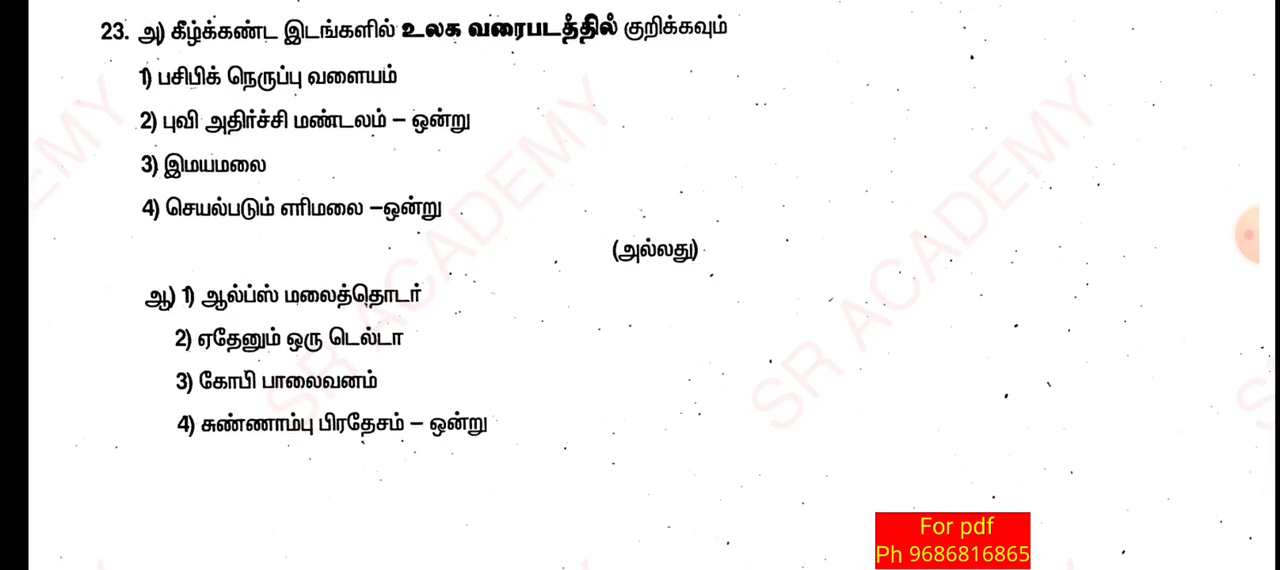 23. அ) கீழ்க்கண்ட இடங்களில் உலக வரைபடத்தில் குறிக்கவும்
1) பசிபிக் நெருப்பு வளையம்
2) புவி அதிர்ச்சி மண்டலம் – ஒன்று
3) இமயமலை
4) செயல்படும் எரிமலை –ஒன்று
(அல்லது)
ஆ) 1) ஆல்ப்ஸ் மலைத்தொடர்
2) ஏதேனும் ஒரு டெல்டா
3) கோபி பாலைவனம்
4) சுண்ணாம்பு பிரதேசம் – ஒன்று
SR ACADEMY
SR ACADEMY
For pdf
Ph 9686816865